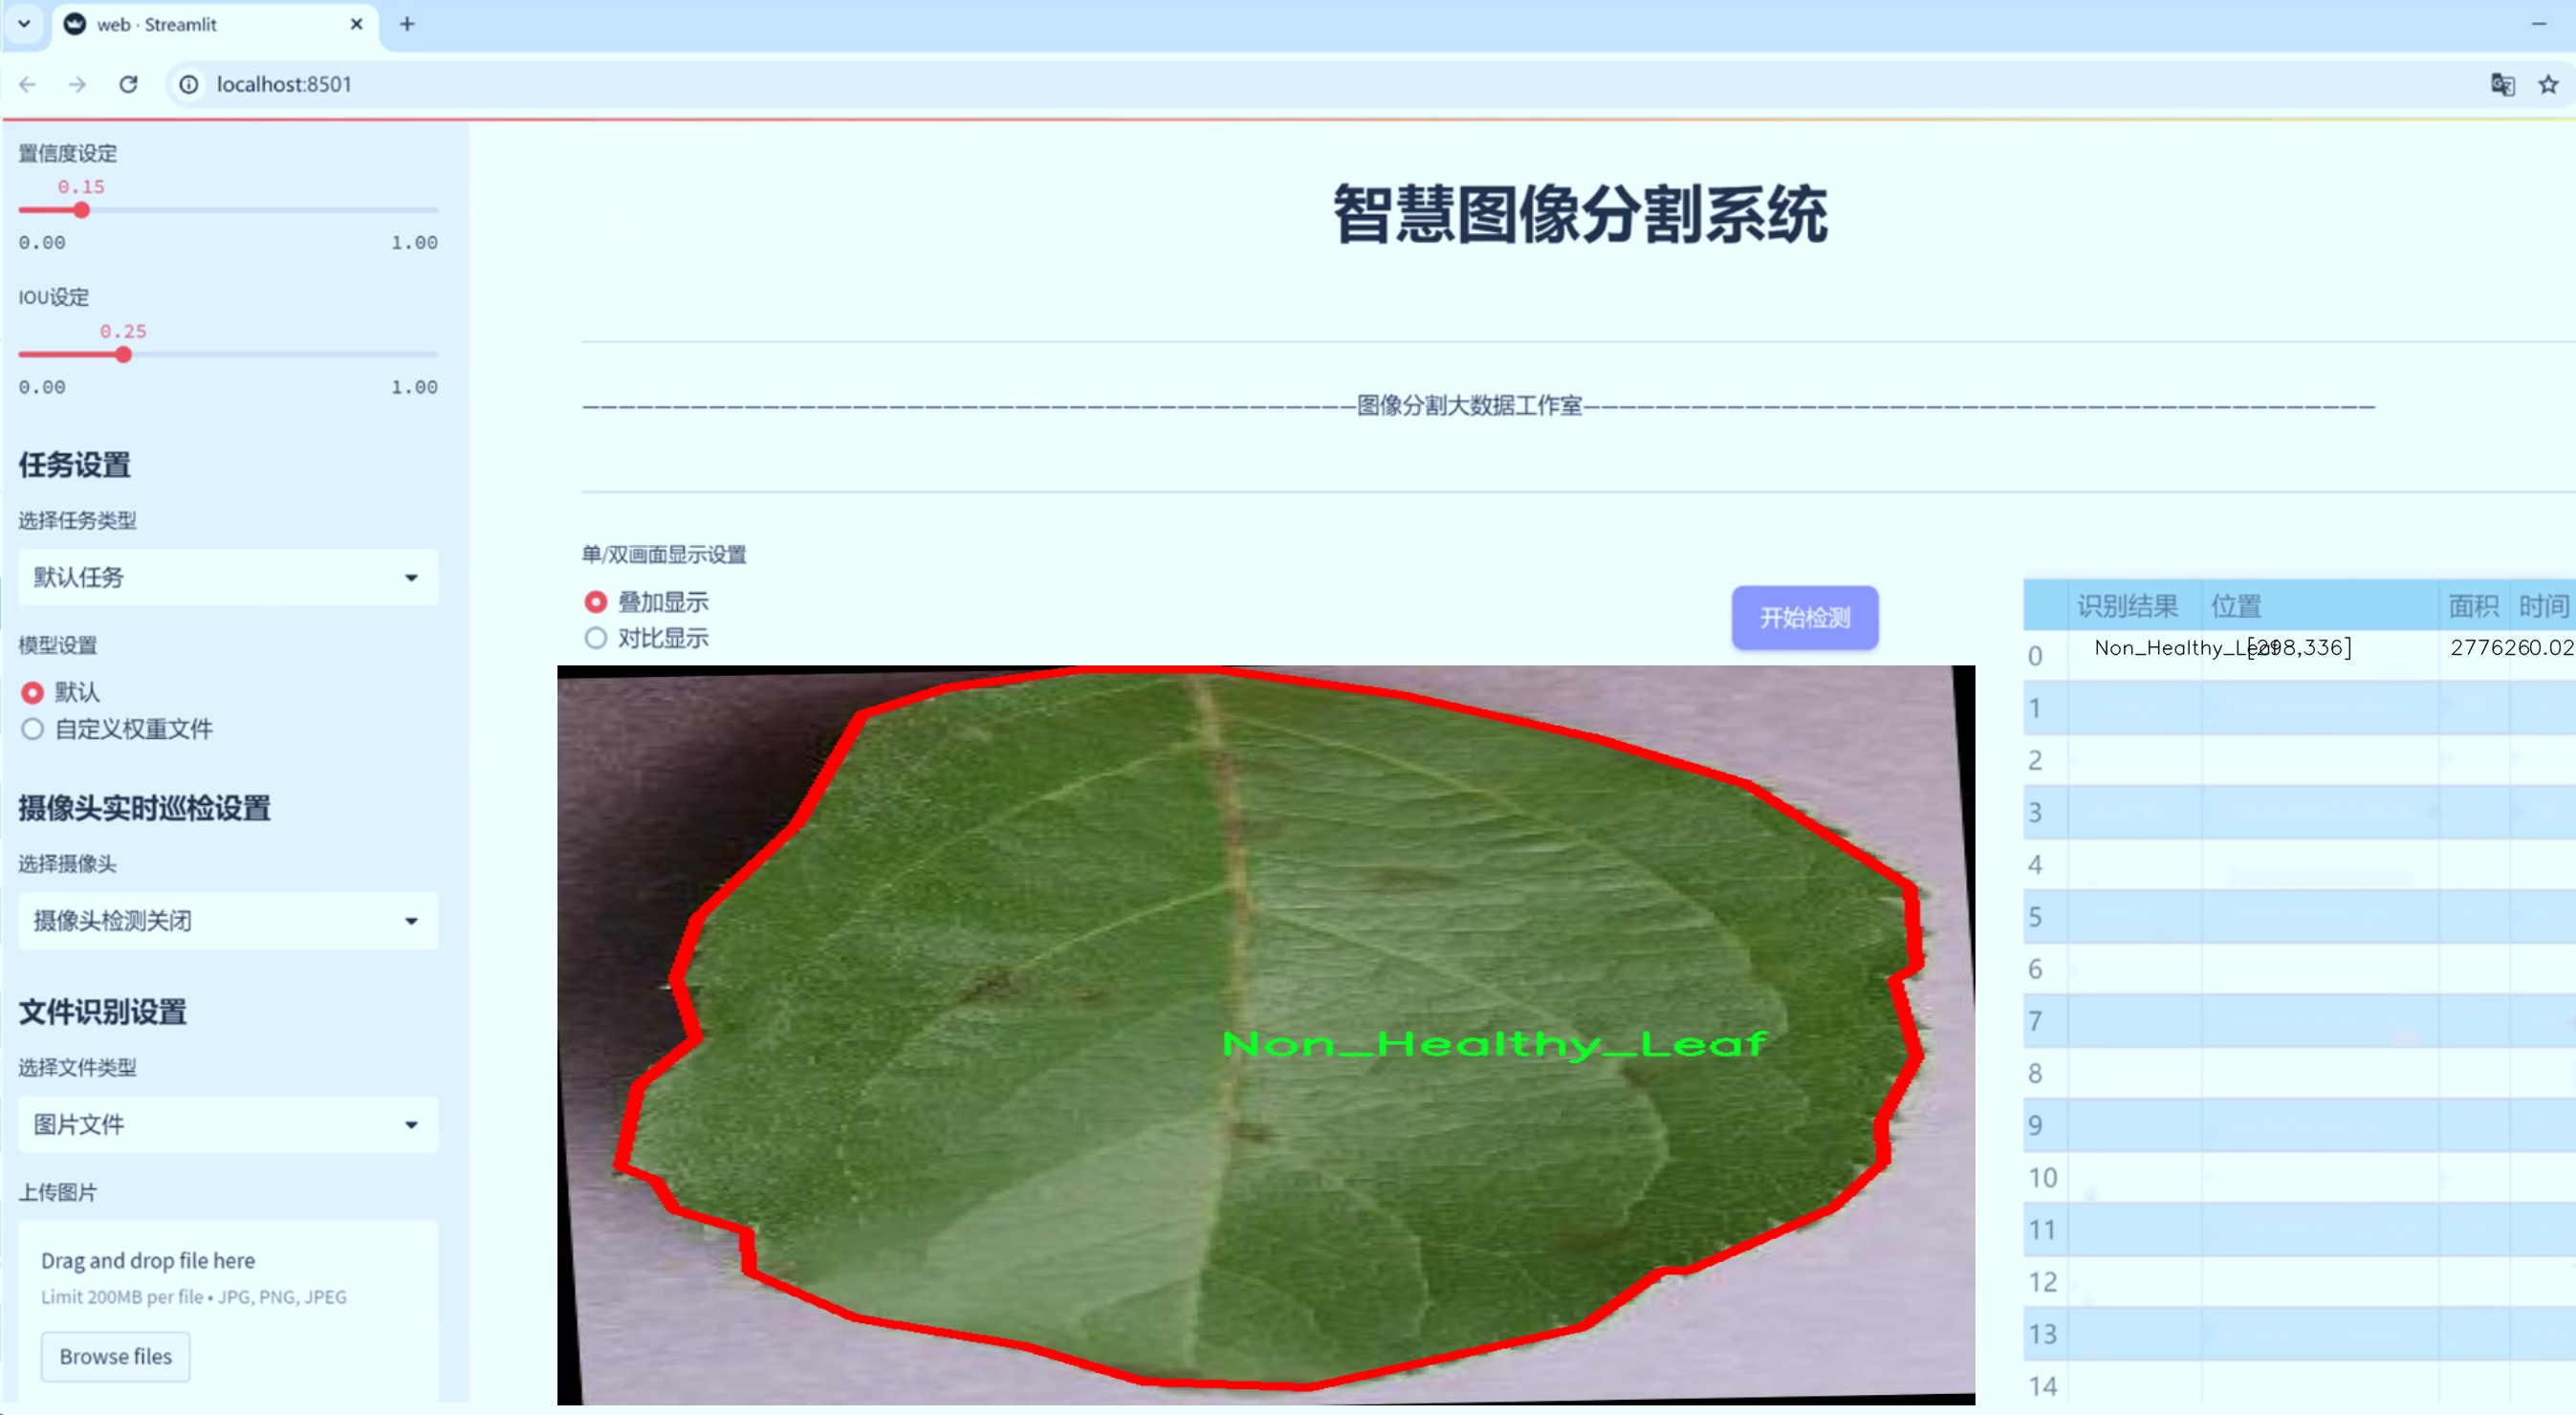 web · Streamlit
localhost:8501
置信度设定
0.15
0.00 1.00
IOU设定
0.25
0.00 1.00
任务设置
选择任务类型
默认任务
模型设置
默认
自定义权重文件
摄像头实时巡检设置
选择摄像头
摄像头检测关闭
文件识别设置
选择文件类型
图片文件
上传图片
Drag and drop file here
Limit 200MB per file • JPG, PNG, JPEG
Browse files
智慧图像分割系统
图像分割大数据工作室
单/双画面显示设置
叠加显示
对比显示
开始检测
Non_Healthy_Leaf
识别结果 位置 面积 时间
0 Non_Healthy_Leaf [298,336] 2776260.02
1
2
3
4
5
6
7
8
9
10
11
12
13
14